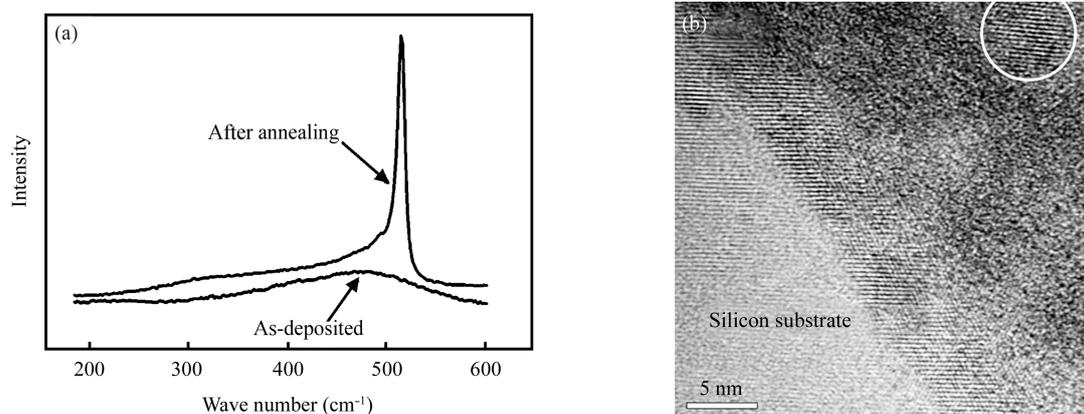 (a)
After annealing
As-deposited
Intensity
200 300 400 500 600
Wave number (cm⁻¹)
(b)
Silicon substrate
5 nm